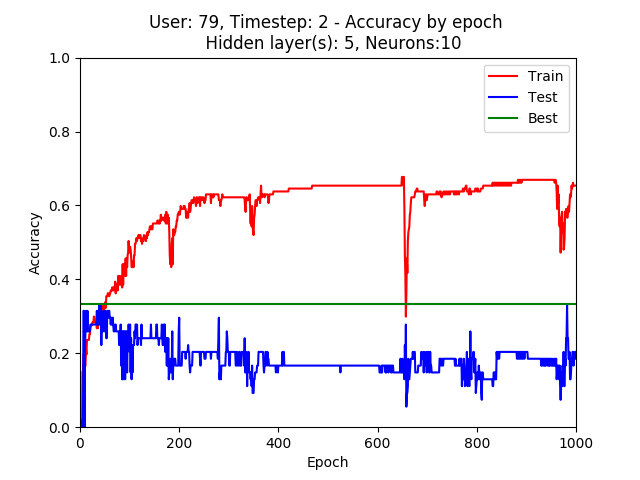 User: 79, Timestep: 2 - Accuracy by epoch
Hidden layer(s): 5, Neurons:10
1.0
0.8
0.6
0.4
0.2
0.0
Accuracy
Train
Test
Best
0
200
400
600
800
1000
Epoch